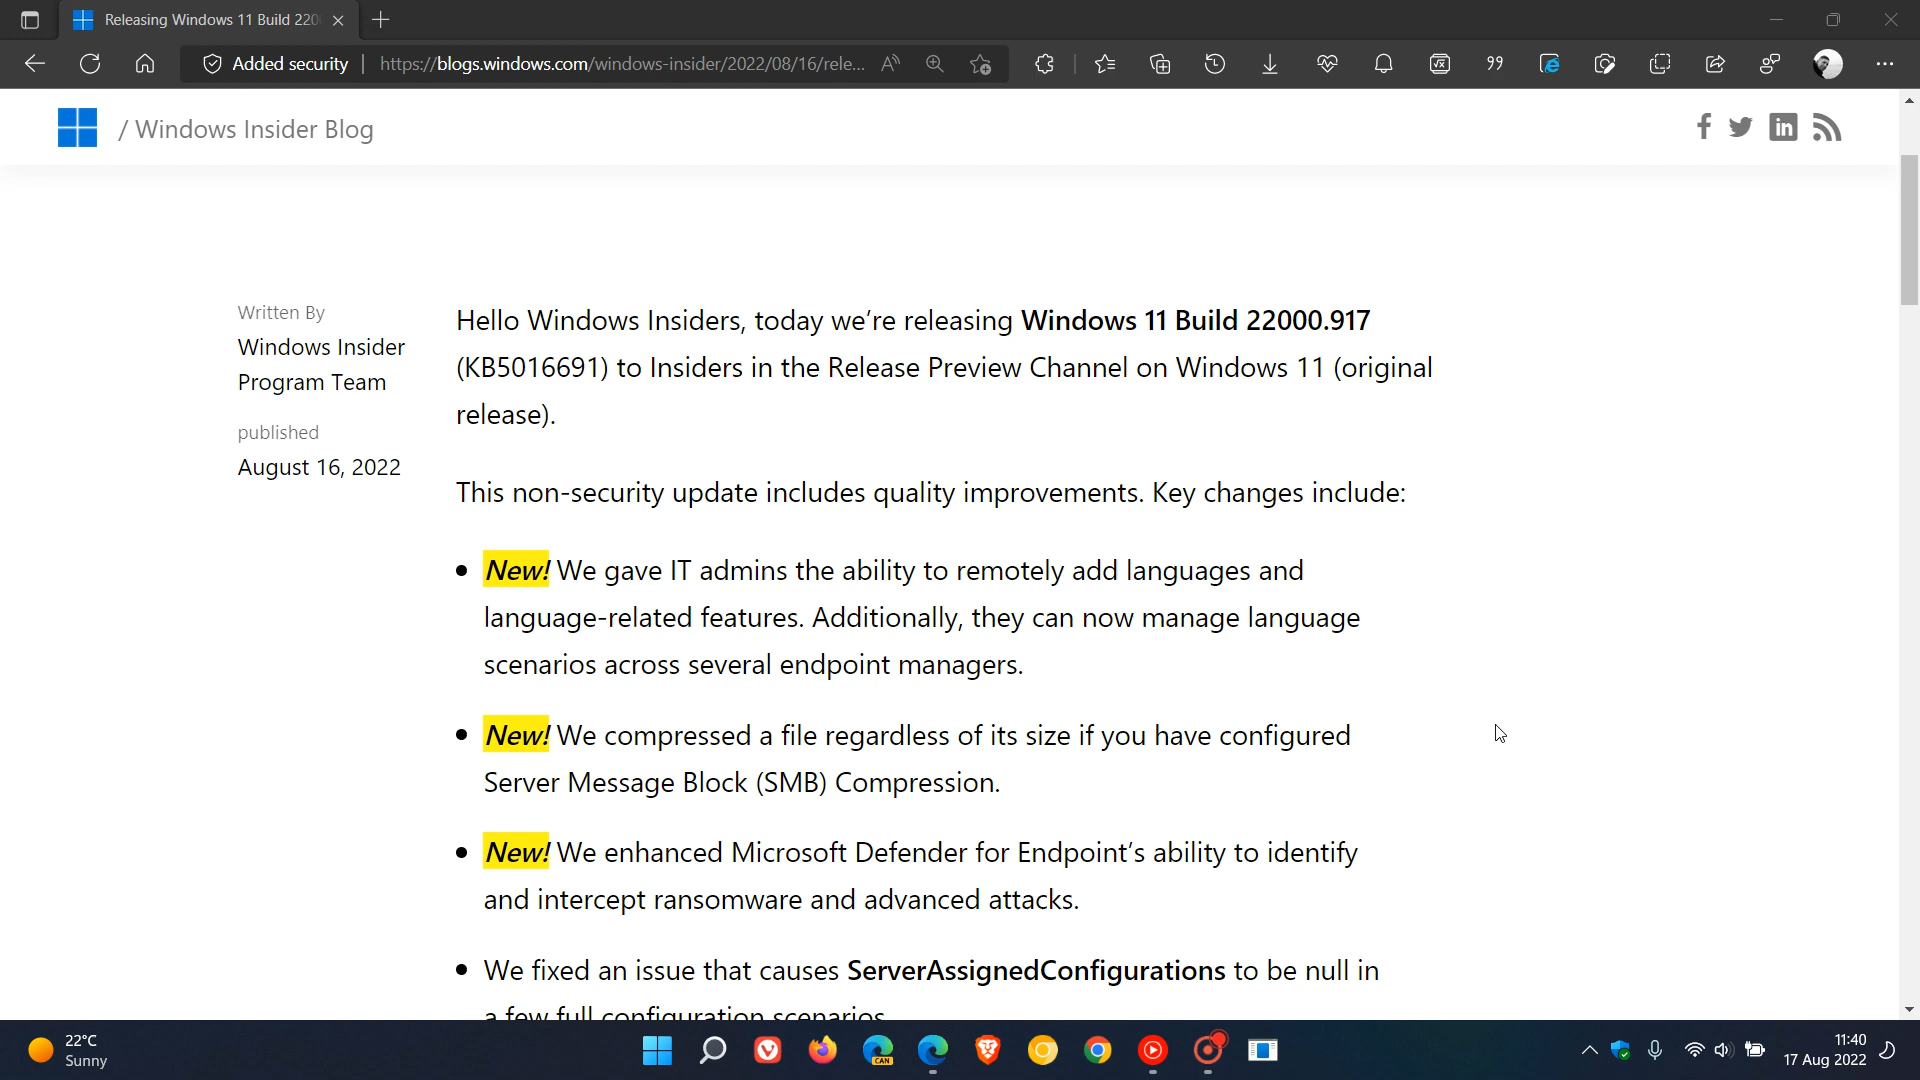 Releasing Windows 11 Build 220
Added security
https://blogs.windows.com/windows-insider/2022/08/16/rele...
/ Windows Insider Blog
Written By
Windows Insider
Program Team
published
August 16, 2022
Hello Windows Insiders, today we’re releasing Windows 11 Build 22000.917
(KB5016691) to Insiders in the Release Preview Channel on Windows 11 (original
release).
This non-security update includes quality improvements. Key changes include:
• New! We gave IT admins the ability to remotely add languages and
language-related features. Additionally, they can now manage language
scenarios across several endpoint managers.
• New! We compressed a file regardless of its size if you have configured
Server Message Block (SMB) Compression.
• New! We enhanced Microsoft Defender for Endpoint’s ability to identify
and intercept ransomware and advanced attacks.
• We fixed an issue that causes ServerAssignedConfigurations to be null in
a few full configuration scenarios.
22°C
Sunny
CAN
11:40
17 Aug 2022